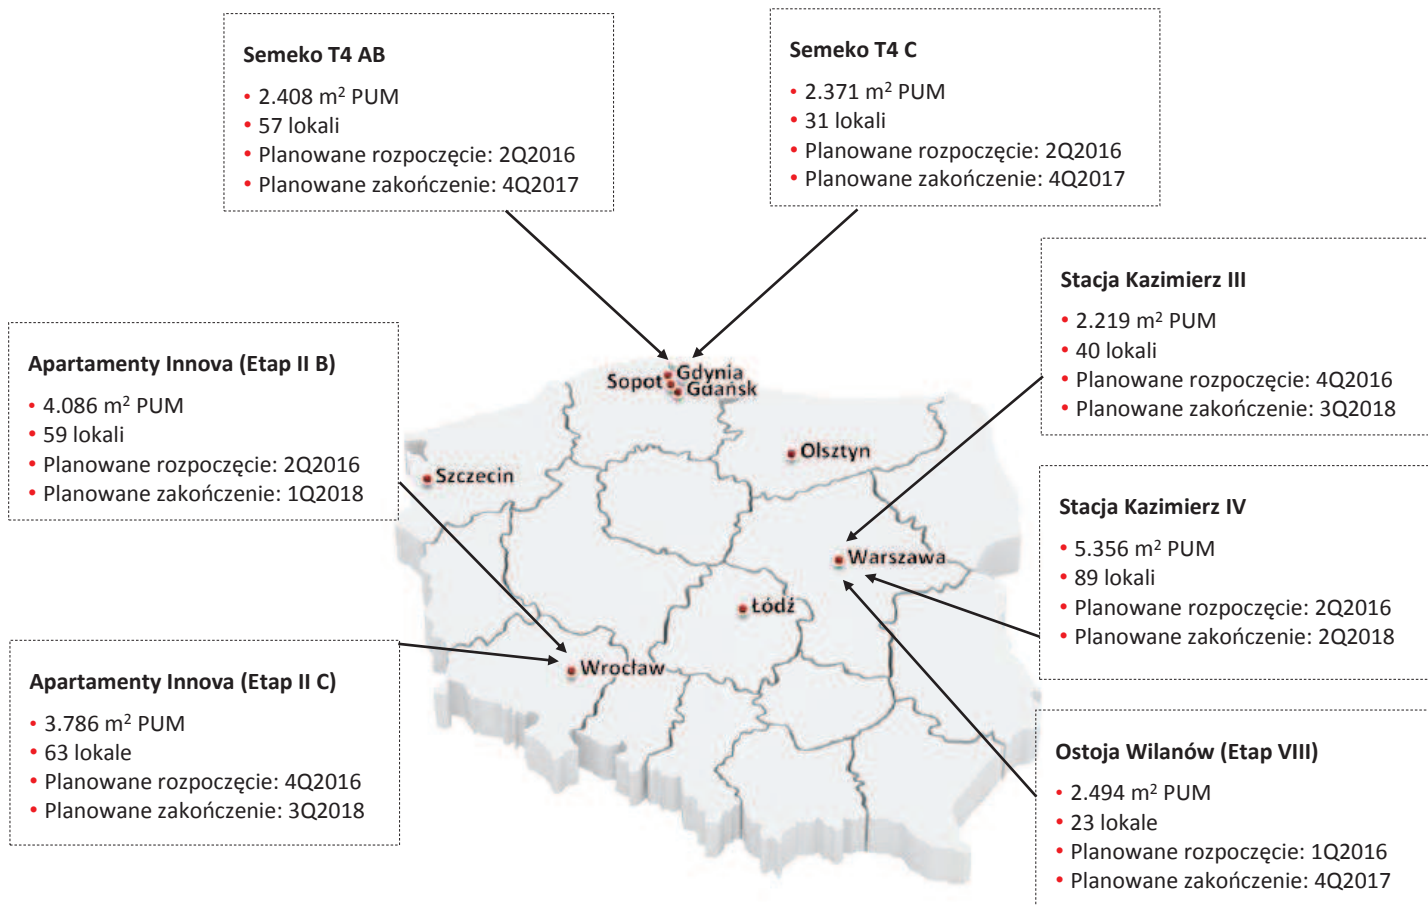 Semeko T4 AB
• 2.408 m² PUM
• 57 lokali
• Planowane rozpoczęcie: 2Q2016
• Planowane zakończenie: 4Q2017
Semeko T4 C
• 2.371 m² PUM
• 31 lokali
• Planowane rozpoczęcie: 2Q2016
• Planowane zakończenie: 4Q2017
Stacja Kazimierz III
• 2.219 m² PUM
• 40 lokali
• Planowane rozpoczęcie: 4Q2016
• Planowane zakończenie: 3Q2018
Apartamenty Innova (Etap II B)
• 4.086 m² PUM
• 59 lokali
• Planowane rozpoczęcie: 2Q2016
• Planowane zakończenie: 1Q2018
Gdynia
Sopot
Gdańsk
Olsztyn
Szczecin
Warszawa
Łódź
Wrocław
Stacja Kazimierz IV
• 5.356 m² PUM
• 89 lokali
• Planowane rozpoczęcie: 2Q2016
• Planowane zakończenie: 2Q2018
Apartamenty Innova (Etap II C)
• 3.786 m² PUM
• 63 lokale
• Planowane rozpoczęcie: 4Q2016
• Planowane zakończenie: 3Q2018
Ostoja Wilanów (Etap VIII)
• 2.494 m² PUM
• 23 lokale
• Planowane rozpoczęcie: 1Q2016
• Planowane zakończenie: 4Q2017